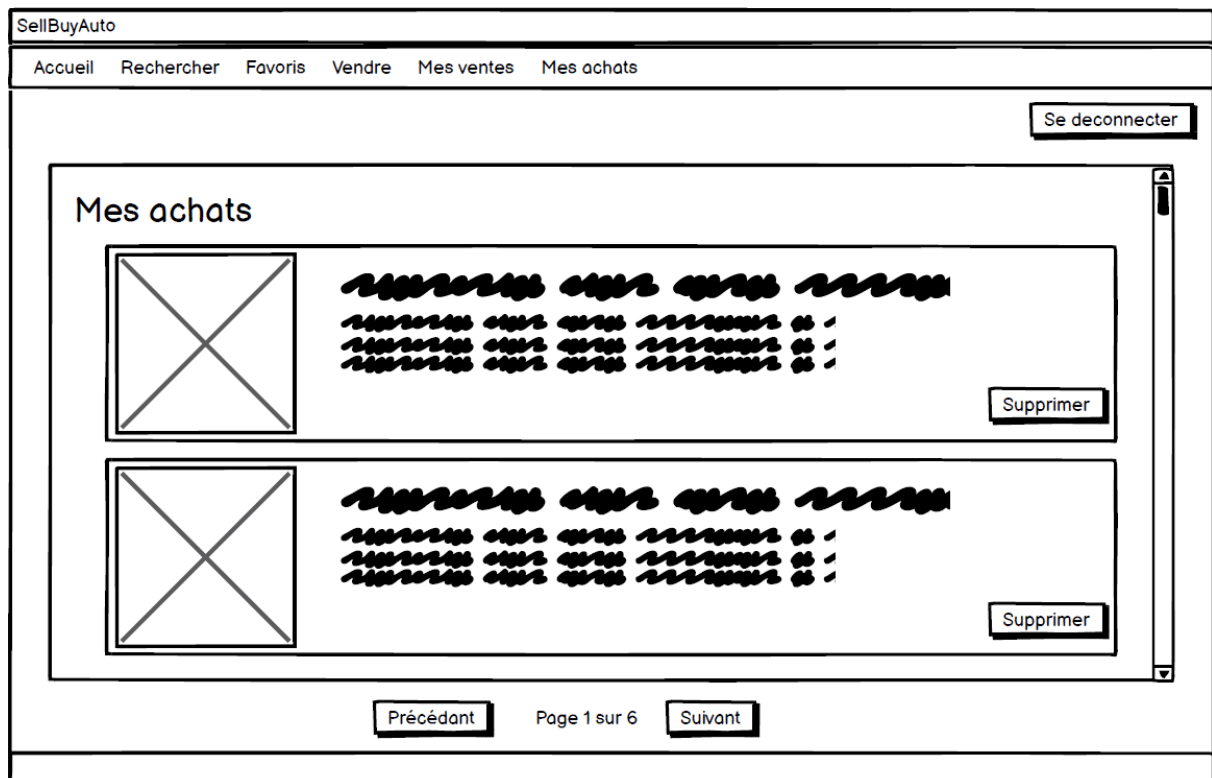 SellBuyAuto
Accueil Rechercher Favoris Vendre Mes ventes Mes achats
Se deconnecter
Mes achats
Supprimer
Supprimer
Précédant Page 1 sur 6 Suivant